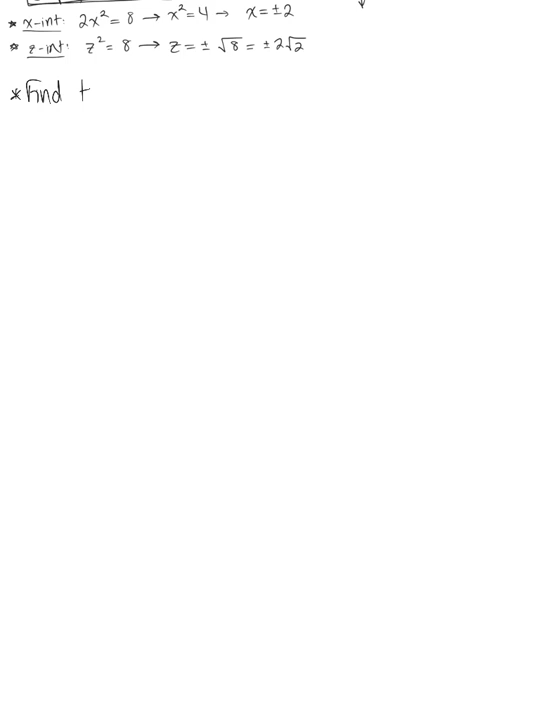 * x-int: 2x² = 8 → x² = 4 → x = ±2
* z-int: z² = 8 → z = ± √8 = ± 2√2
* Find t